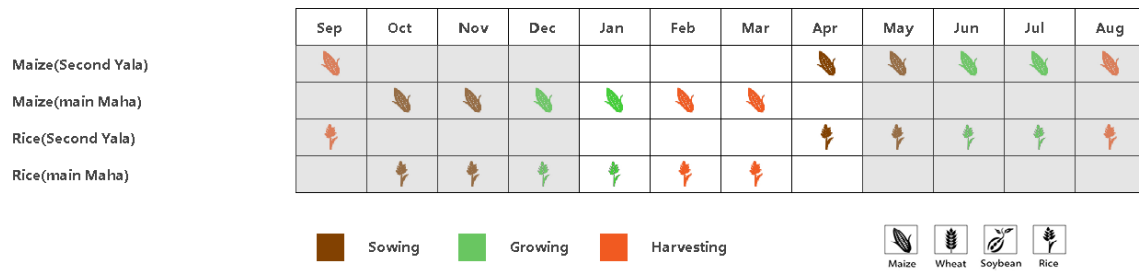 Sep Oct Nov Dec Jan Feb Mar Apr May Jun Jul Aug
Maize(Second Yala)
Maize(main Maha)
Rice(Second Yala)
Rice(main Maha)
Sowing Growing Harvesting
Maize Wheat Soybean Rice